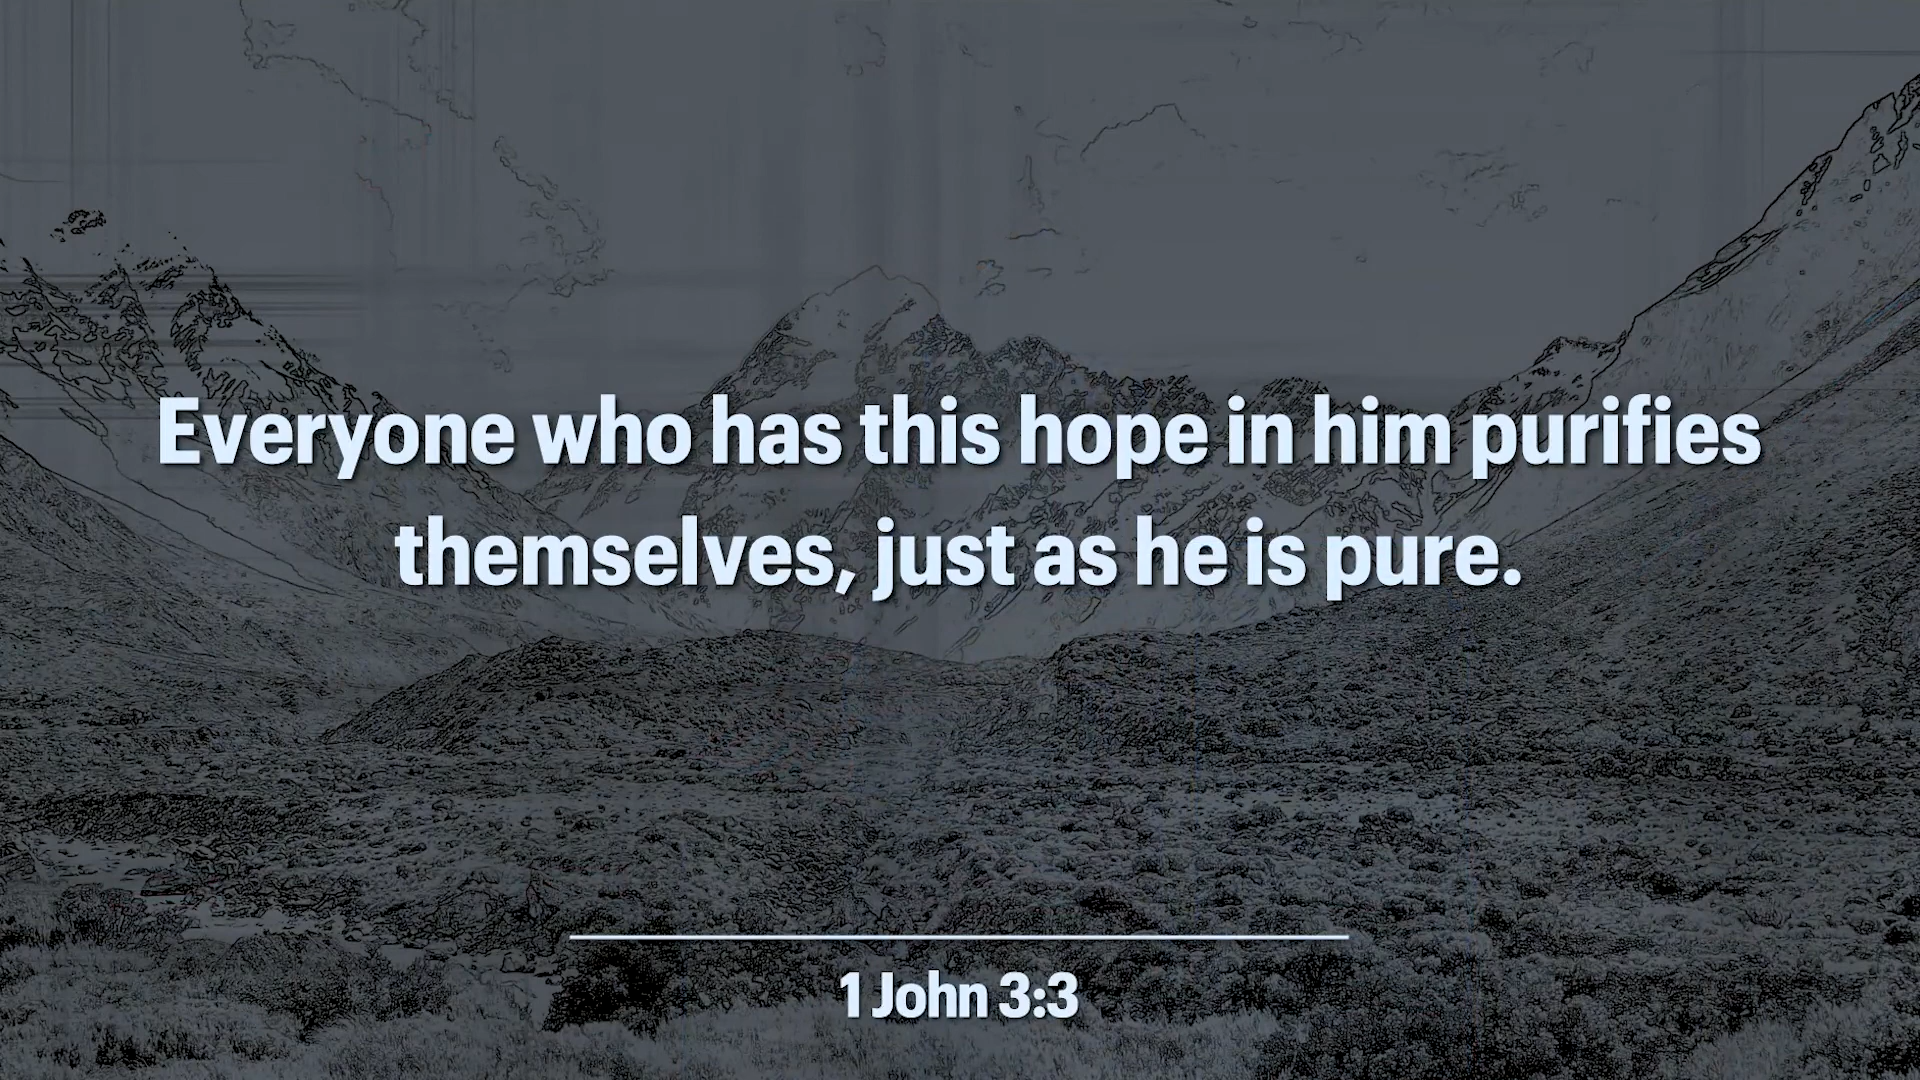 Everyone who has this hope in him purifies
themselves, just as he is pure.
1 John 3:3